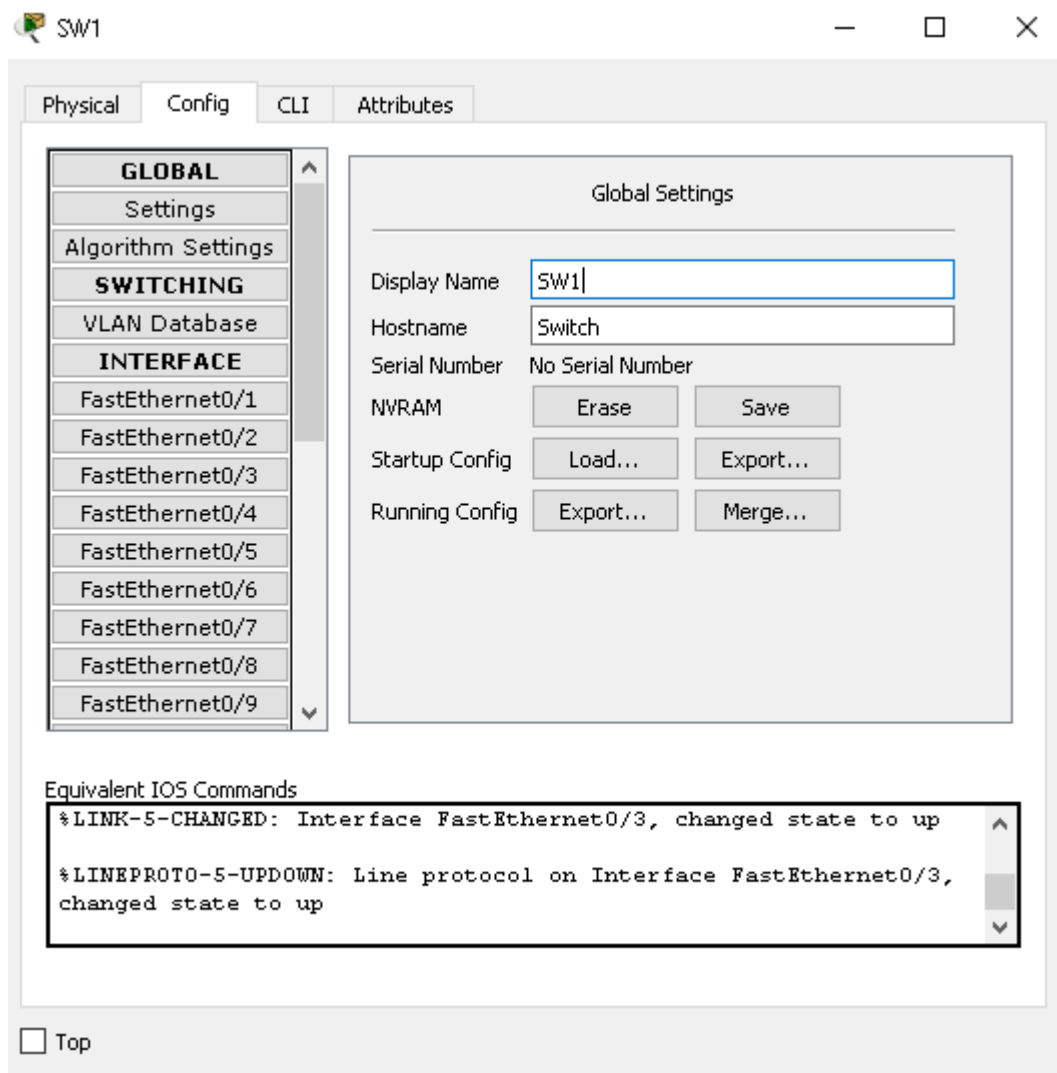 SW1
Physical
Config
CLI
Attributes
GLOBAL
Settings
Algorithm Settings
SWITCHING
VLAN Database
INTERFACE
FastEthernet0/1
FastEthernet0/2
FastEthernet0/3
FastEthernet0/4
FastEthernet0/5
FastEthernet0/6
FastEthernet0/7
FastEthernet0/8
FastEthernet0/9
Global Settings
Display Name SW1
Hostname Switch
Serial Number No Serial Number
NVRAM Erase Save
Startup Config Load... Export...
Running Config Export... Merge...
Equivalent IOS Commands
%LINK-5-CHANGED: Interface FastEthernet0/3, changed state to up
%LINEPROTO-5-UPDOWN: Line protocol on Interface FastEthernet0/3,
changed state to up
Top